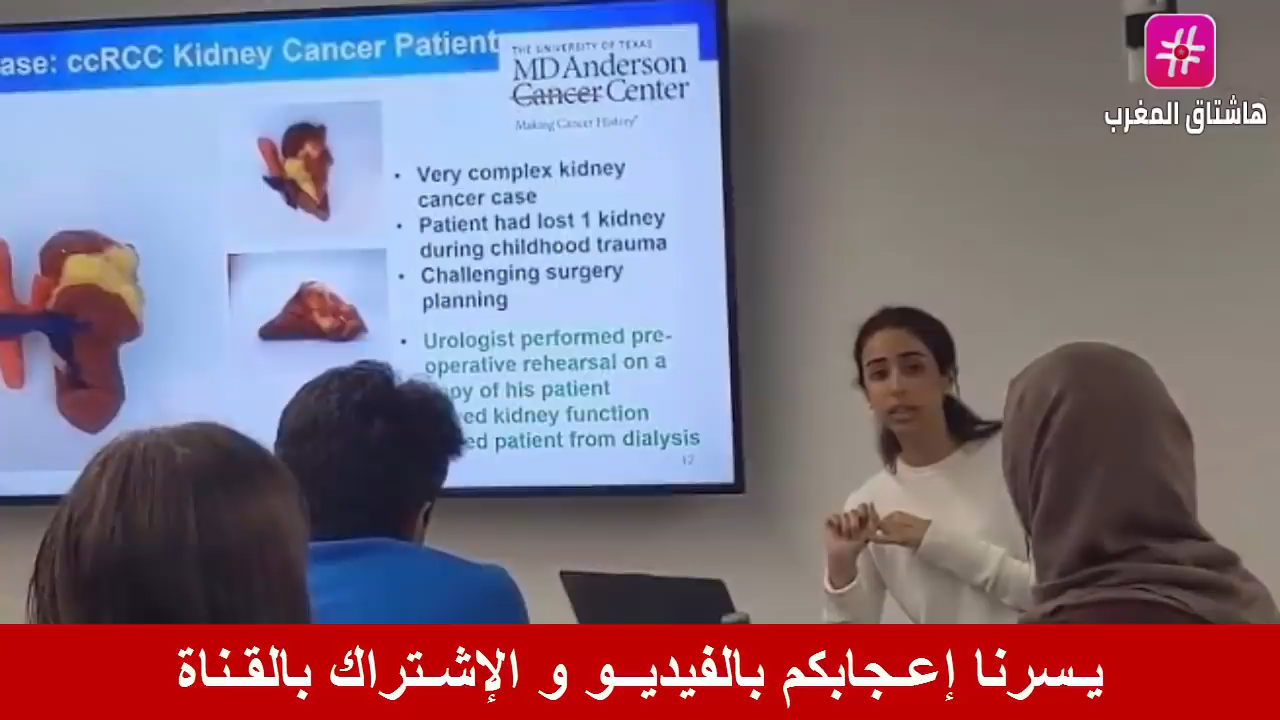 ase: ccRCC Kidney Cancer Patient
THE UNIVERSITY OF TEXAS
MD Anderson
Cancer Center
Making Cancer History®
• Very complex kidney
cancer case
• Patient had lost 1 kidney
during childhood trauma
• Challenging surgery
planning
• Urologist performed pre-
operative rehearsal on a
opy of his patient
ed kidney function
ed patient from dialysis
12
هاشتاق المغرب
يسرنا إعجابكم بالفيديو و الإشتراك بالقناة